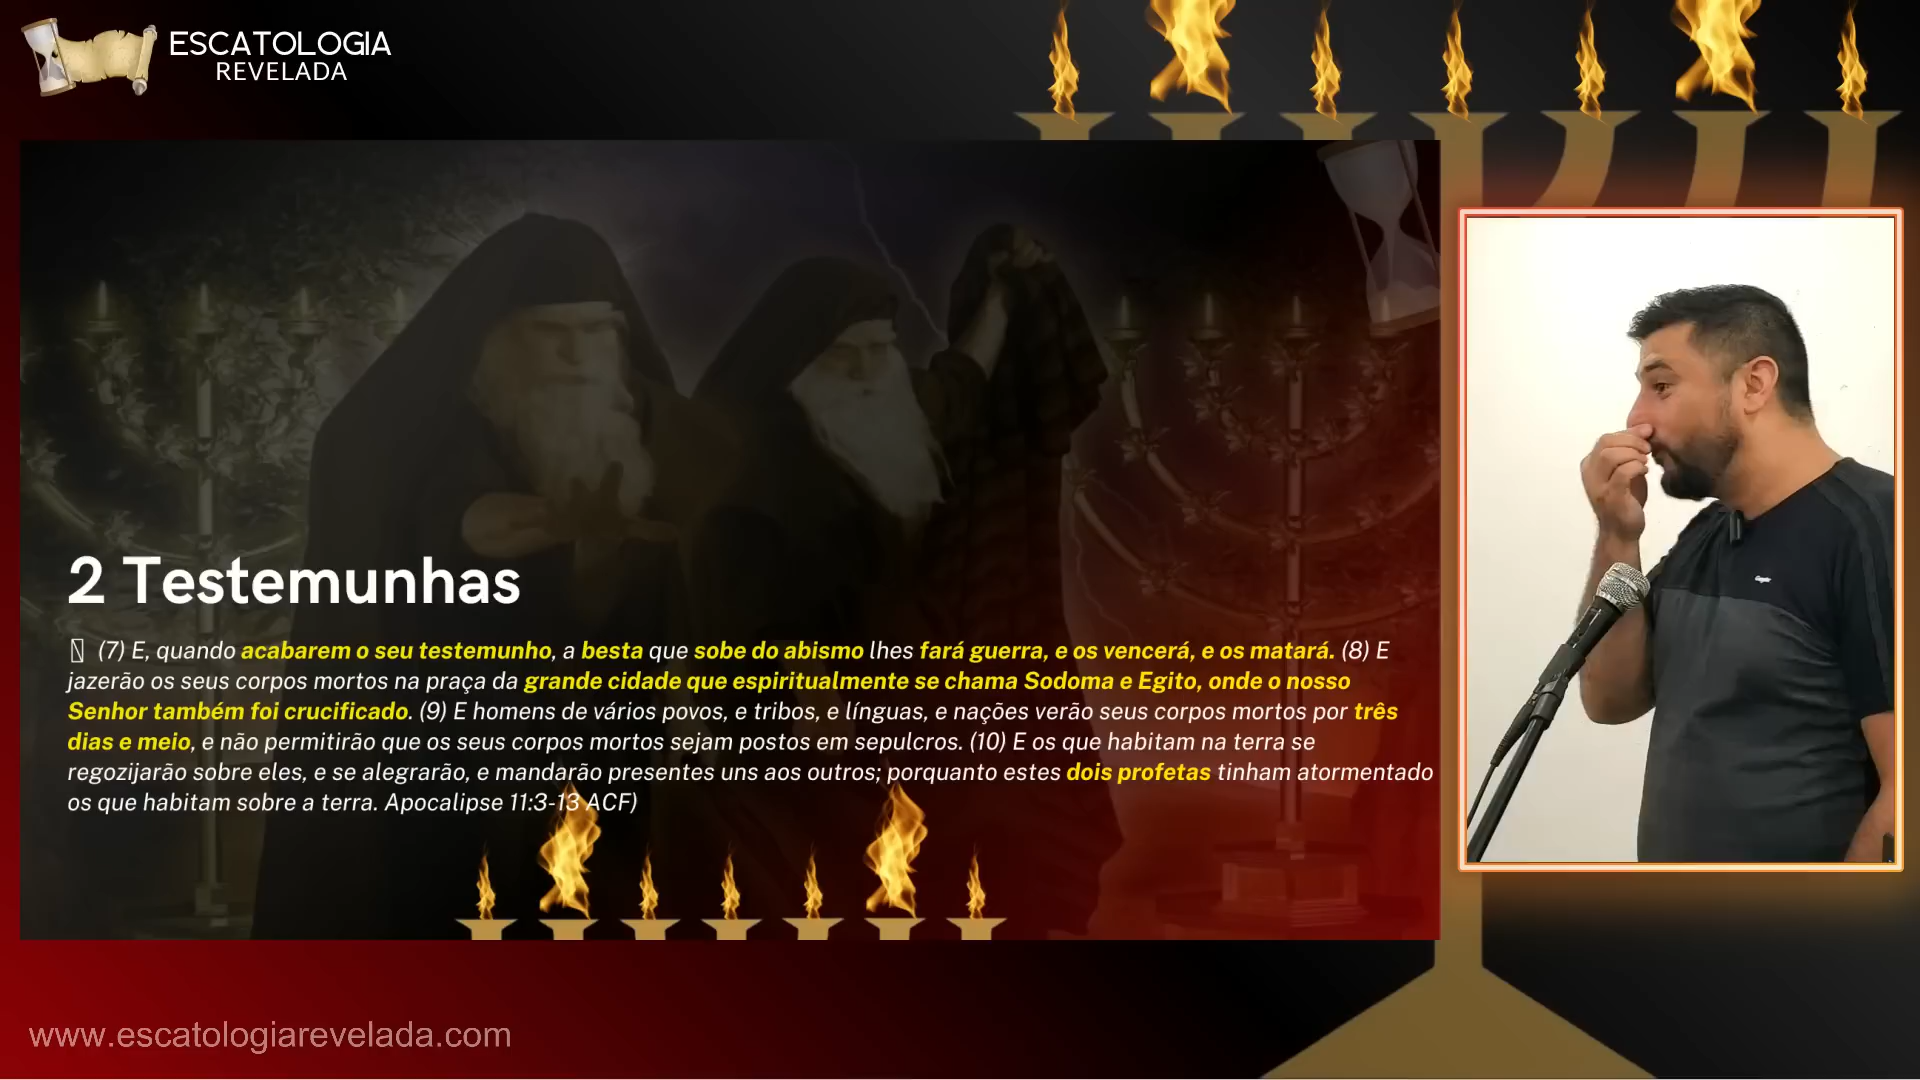 ESCATOLOGIA
REVELADA
2 Testemunhas
(7) E, quando acabarem o seu testemunho, a besta que sobe do abismo lhes fará guerra, e os vencerá, e os matará. (8) E
jazerão os seus corpos mortos na praça da grande cidade que espiritualmente se chama Sodoma e Egito, onde o nosso
Senhor também foi crucificado. (9) E homens de vários povos, e tribos, e línguas, e nações verão seus corpos mortos por três
dias e meio, e não permitirão que os seus corpos mortos sejam postos em sepulcros. (10) E os que habitam na terra se
regozijarão sobre eles, e se alegrarão, e mandarão presentes uns aos outros; porquanto estes dois profetas tinham atormentado
os que habitam sobre a terra. Apocalipse 11:3-13 ACF)
www.escatologiarevelada.com